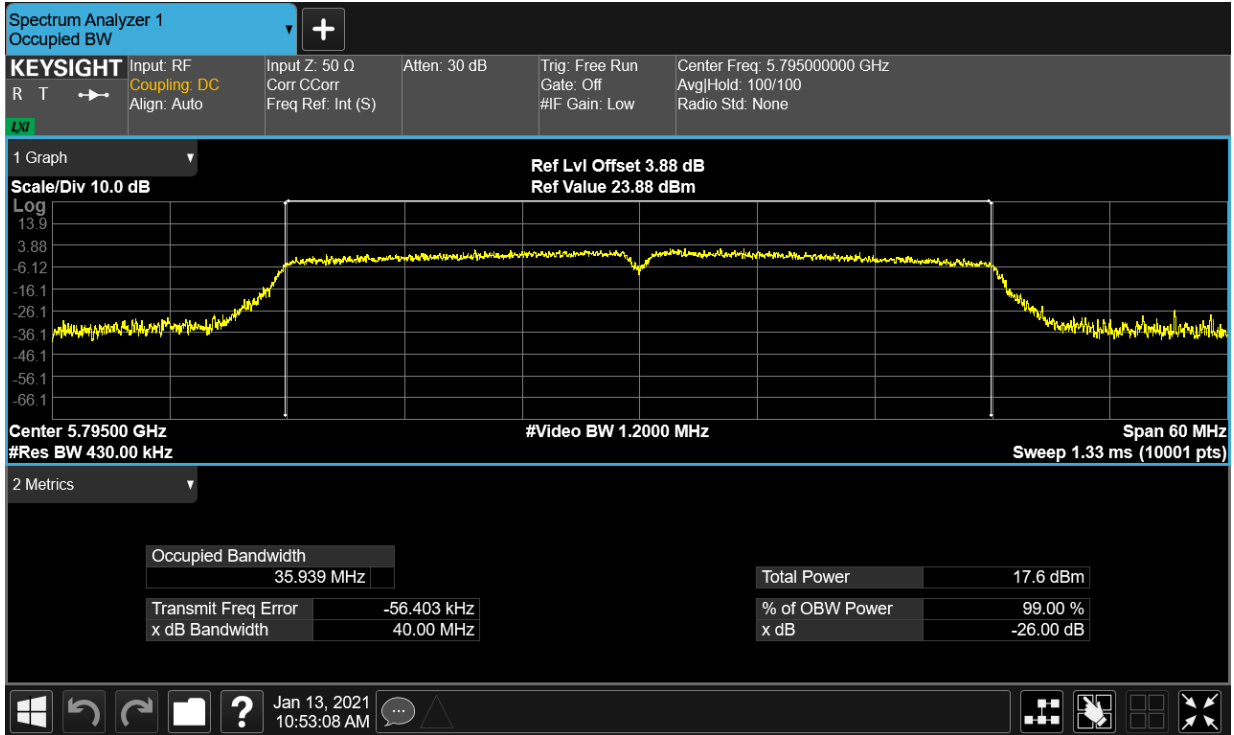 Spectrum Analyzer 1
Occupied BW
KEYSIGHT
R T
LXI
Input: RF
Coupling: DC
Align: Auto
Input Z: 50 Ω
Corr CCorr
Freq Ref: Int (S)
Atten: 30 dB
Trig: Free Run
Gate: Off
#IF Gain: Low
Center Freq: 5.795000000 GHz
Avg|Hold: 100/100
Radio Std: None
1 Graph
Scale/Div 10.0 dB
Ref Lvl Offset 3.88 dB
Ref Value 23.88 dBm
Log
13.9
3.88
-6.12
-16.1
-26.1
-36.1
-46.1
-56.1
-66.1
Center 5.79500 GHz
#Video BW 1.2000 MHz
Span 60 MHz
#Res BW 430.00 kHz
Sweep 1.33 ms (10001 pts)
2 Metrics
Occupied Bandwidth
35.939 MHz
Total Power 17.6 dBm
Transmit Freq Error -56.403 kHz
% of OBW Power 99.00 %
x dB Bandwidth 40.00 MHz
x dB -26.00 dB
?
Jan 13, 2021
10:53:08 AM